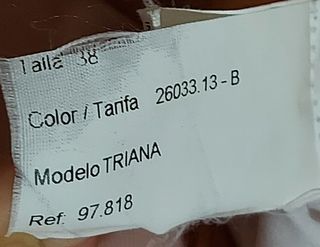 Talla 38
Color / Tarifa 26033.13 - B
Modelo TRIANA
Ref: 97.818